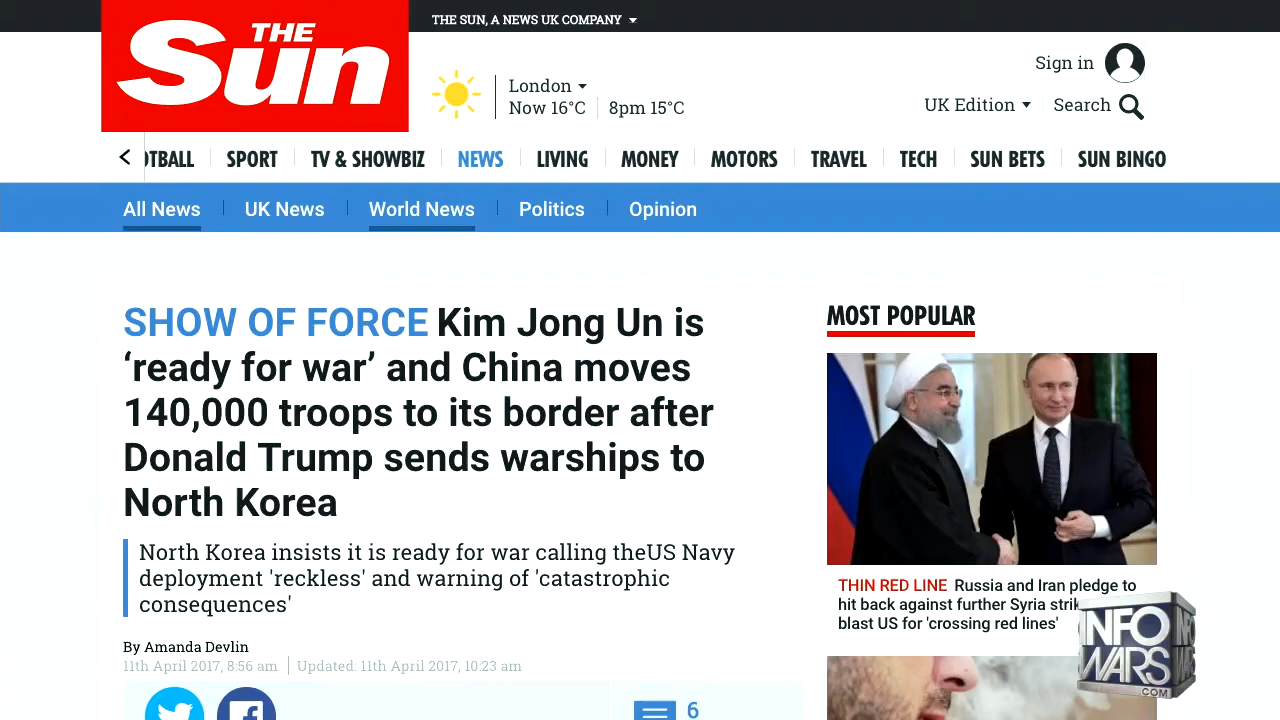 THE SUN, A NEWS UK COMPANY
THE
Sun
London
Now 16°C
8pm 15°C
Sign in
UK Edition
Search
OTBALL
SPORT
TV & SHOWBIZ
NEWS
LIVING
MONEY
MOTORS
TRAVEL
TECH
SUN BETS
SUN BINGO
All News
UK News
World News
Politics
Opinion
SHOW OF FORCE Kim Jong Un is
‘ready for war’ and China moves
140,000 troops to its border after
Donald Trump sends warships to
North Korea
North Korea insists it is ready for war calling theUS Navy
deployment 'reckless' and warning of 'catastrophic
consequences'
By Amanda Devlin
11th April 2017, 8:56 am
Updated: 11th April 2017, 10:23 am
6
MOST POPULAR
THIN RED LINE Russia and Iran pledge to
hit back against further Syria
blast US for 'crossing red lines'
INFO
WARS
.COM